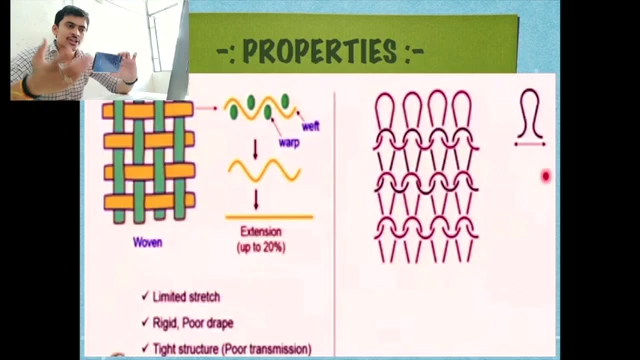 -: PROPERTIES :-
weft
warp
Woven
Extension
(up to 20%)
✓ Limited stretch
✓ Rigid, Poor drape
✓ Tight structure (Poor transmission)